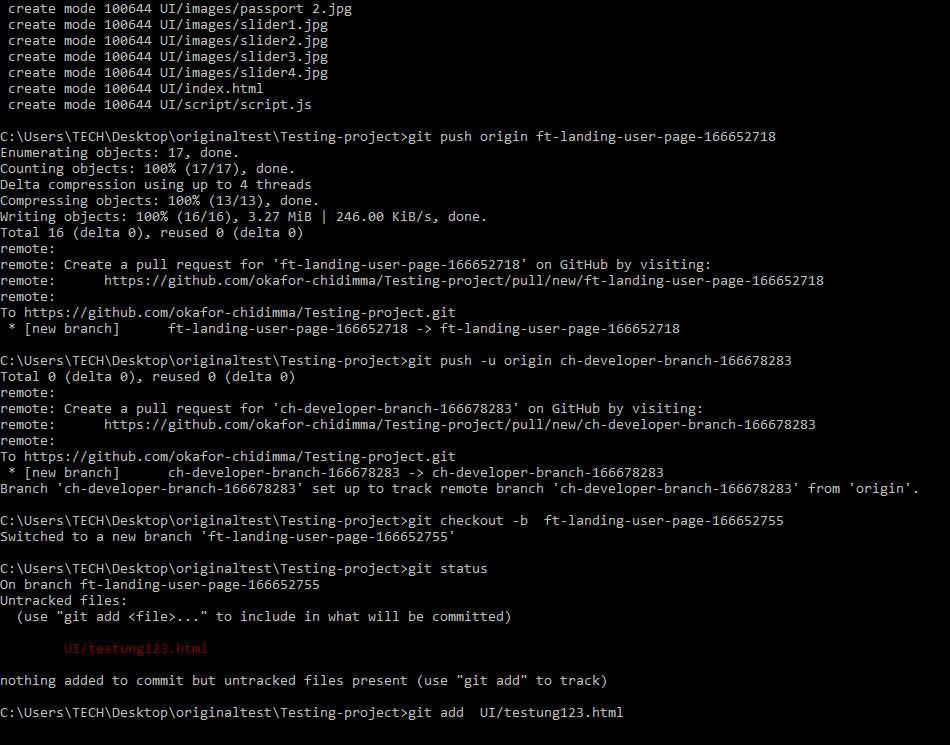 create mode 100644 UI/images/passport 2.jpg
create mode 100644 UI/images/slider1.jpg
create mode 100644 UI/images/slider2.jpg
create mode 100644 UI/images/slider3.jpg
create mode 100644 UI/images/slider4.jpg
create mode 100644 UI/index.html
create mode 100644 UI/script/script.js
C:\Users\TECH\Desktop\originaltest\Testing-project>git push origin ft-landing-user-page-166652718
Enumerating objects: 17, done.
Counting objects: 100% (17/17), done.
Delta compression using up to 4 threads
Compressing objects: 100% (13/13), done.
Writing objects: 100% (16/16), 3.27 MiB | 246.00 KiB/s, done.
Total 16 (delta 0), reused 0 (delta 0)
remote:
remote: Create a pull request for 'ft-landing-user-page-166652718' on GitHub by visiting:
remote:      https://github.com/okafor-chidimma/Testing-project/pull/new/ft-landing-user-page-166652718
remote:
To https://github.com/okafor-chidimma/Testing-project.git
 * [new branch]      ft-landing-user-page-166652718 -> ft-landing-user-page-166652718
C:\Users\TECH\Desktop\originaltest\Testing-project>git push -u origin ch-developer-branch-166678283
Total 0 (delta 0), reused 0 (delta 0)
remote:
remote: Create a pull request for 'ch-developer-branch-166678283' on GitHub by visiting:
remote:      https://github.com/okafor-chidimma/Testing-project/pull/new/ch-developer-branch-166678283
remote:
To https://github.com/okafor-chidimma/Testing-project.git
 * [new branch]      ch-developer-branch-166678283 -> ch-developer-branch-166678283
Branch 'ch-developer-branch-166678283' set up to track remote branch 'ch-developer-branch-166678283' from 'origin'.
C:\Users\TECH\Desktop\originaltest\Testing-project>git checkout -b  ft-landing-user-page-166652755
Switched to a new branch 'ft-landing-user-page-166652755'
C:\Users\TECH\Desktop\originaltest\Testing-project>git status
On branch ft-landing-user-page-166652755
Untracked files:
  (use "git add <file>..." to include in what will be committed)
        UI/testung123.html
nothing added to commit but untracked files present (use "git add" to track)
C:\Users\TECH\Desktop\originaltest\Testing-project>git add  UI/testung123.html